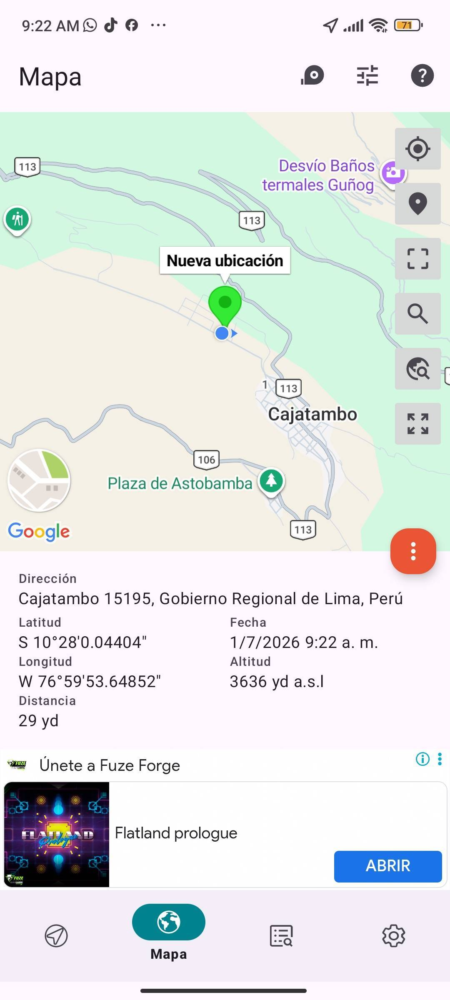 9:22 AM
71
Mapa
113
Desvío Baños
termales Guñog
113
Nueva ubicación
1
113
Cajatambo
106
Plaza de Astobamba
Google
113
Dirección
Cajatambo 15195, Gobierno Regional de Lima, Perú
Latitud
S 10°28'0.04404"
Fecha
1/7/2026 9:22 a. m.
Longitud
W 76°59'53.64852"
Altitud
3636 yd a.s.l
Distancia
29 yd
FUZE
Únete a Fuze Forge
FLATLAND
Prologue
FUZE
Flatland prologue
ABRIR
Mapa